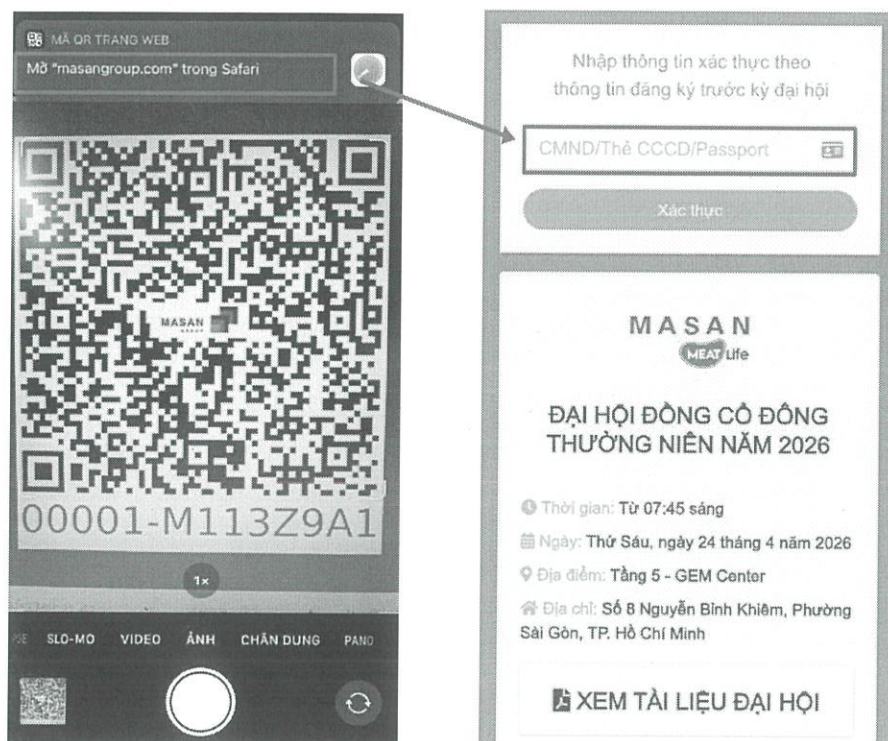 MÃ QR TRANG WEB
Mở "masangroup.com" trong Safari
MASAN
GROUP
00001-M113Z9A1
1x
SLO-MO VIDEO ẢNH CHÂN DUNG PANO
Nhập thông tin xác thực theo
thông tin đăng ký trước kỳ đại hội
CMND/Thẻ CCCD/Passport
Xác thực
MASAN
MEAT Life
ĐẠI HỘI ĐỒNG CỔ ĐÔNG
THƯỜNG NIÊN NĂM 2026
Thời gian: Từ 07:45 sáng
Ngày: Thứ Sáu, ngày 24 tháng 4 năm 2026
Địa điểm: Tầng 5 - GEM Center
Địa chỉ: Số 8 Nguyễn Bỉnh Khiêm, Phường
Sài Gòn, TP. Hồ Chí Minh
XEM TÀI LIỆU ĐẠI HỘI